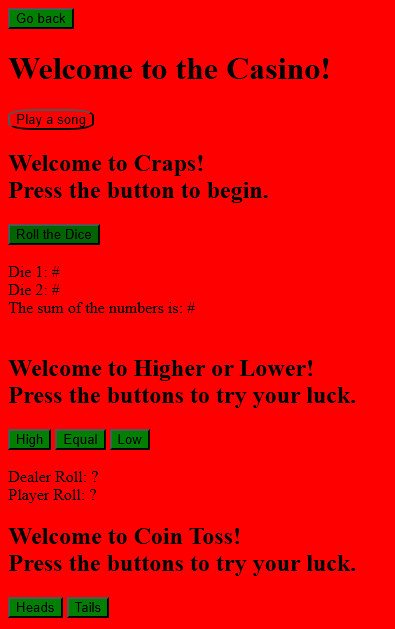 Go back
Welcome to the Casino!
Play a song
Welcome to Craps!
Press the button to begin.
Roll the Dice
Die 1: #
Die 2: #
The sum of the numbers is: #
Welcome to Higher or Lower!
Press the buttons to try your luck.
High Equal Low
Dealer Roll: ?
Player Roll: ?
Welcome to Coin Toss!
Press the buttons to try your luck.
Heads Tails